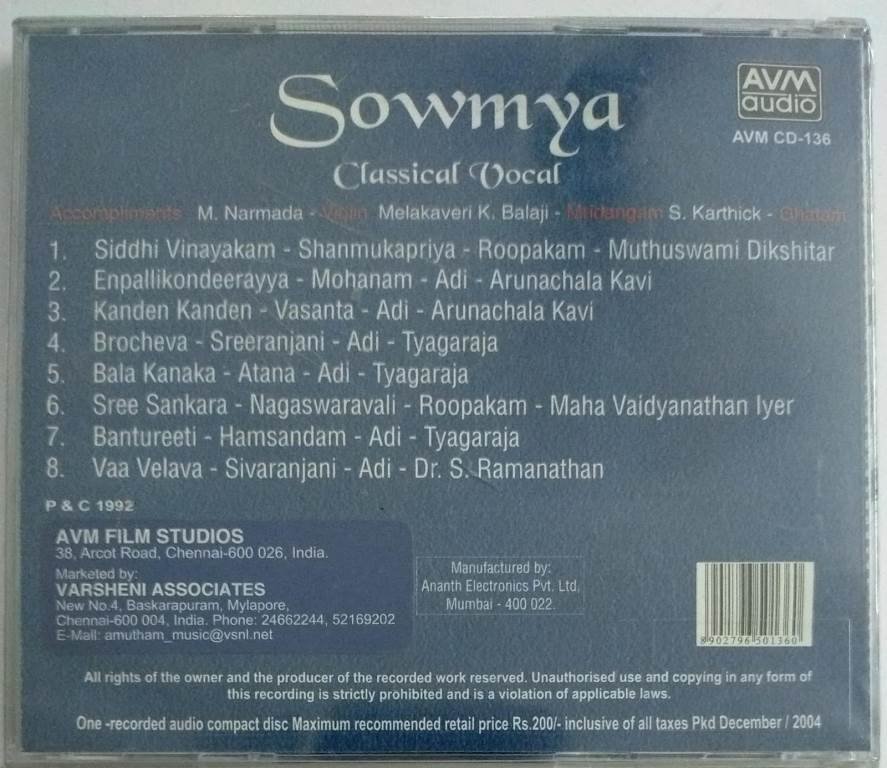 Sowmya
AVM
audio
AVM CD-136
Classical Vocal
Accompliments M. Narmada - Violin Melakaveri K. Balaji - Mridangam S. Karthick - Ghatam
1. Siddhi Vinayakam - Shanmukapriya - Roopakam - Muthuswami Dikshitar
2. Enpallikondeerayya - Mohanam - Adi - Arunachala Kavi
3. Kanden Kanden - Vasanta - Adi - Arunachala Kavi
4. Brocheva - Sreeranjani - Adi - Tyagaraja
5. Bala Kanaka - Atana - Adi - Tyagaraja
6. Sree Sankara - Nagaswaravali - Roopakam - Maha Vaidyanathan Iyer
7. Bantureeti - Hamsandam - Adi - Tyagaraja
8. Vaa Velava - Sivaranjani - Adi - Dr. S. Ramanathan
P & C 1992
AVM FILM STUDIOS
38, Arcot Road, Chennai-600 026, India.
Marketed by:
VARSHENI ASSOCIATES
New No.4, Baskarapuram, Mylapore,
Chennai-600 004, India. Phone: 24662244, 52169202
E-Mail: amutham_music@vsnl.net
Manufactured by:
Ananth Electronics Pvt. Ltd.
Mumbai - 400 022.
8902796501360
All rights of the owner and the producer of the recorded work reserved. Unauthorised use and copying in any form of
this recording is strictly prohibited and is a violation of applicable laws.
One -recorded audio compact disc Maximum recommended retail price Rs.200/- inclusive of all taxes Pkd December / 2004